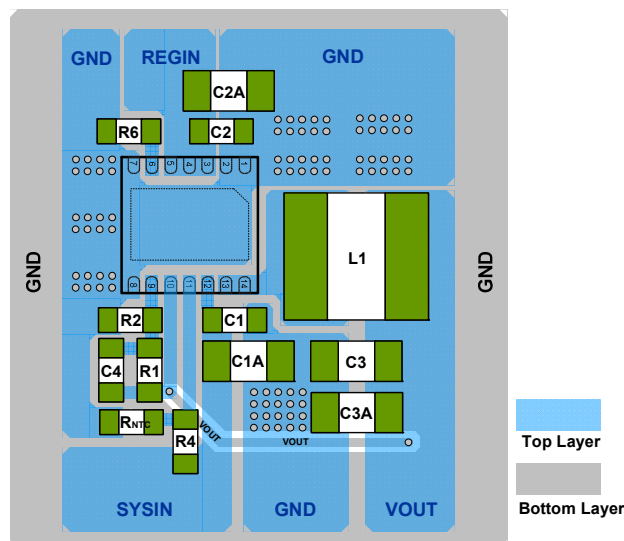 GND REGIN GND
C2A
R6 C2
7 6 5 4 3 2 1
GND L1 GND
8 9 10 11 12 13 14
R2 C1
C4 R1 C1A C3
RNTC C3A
R4 VOUT VOUT
SYSIN GND VOUT
Top Layer
Bottom Layer